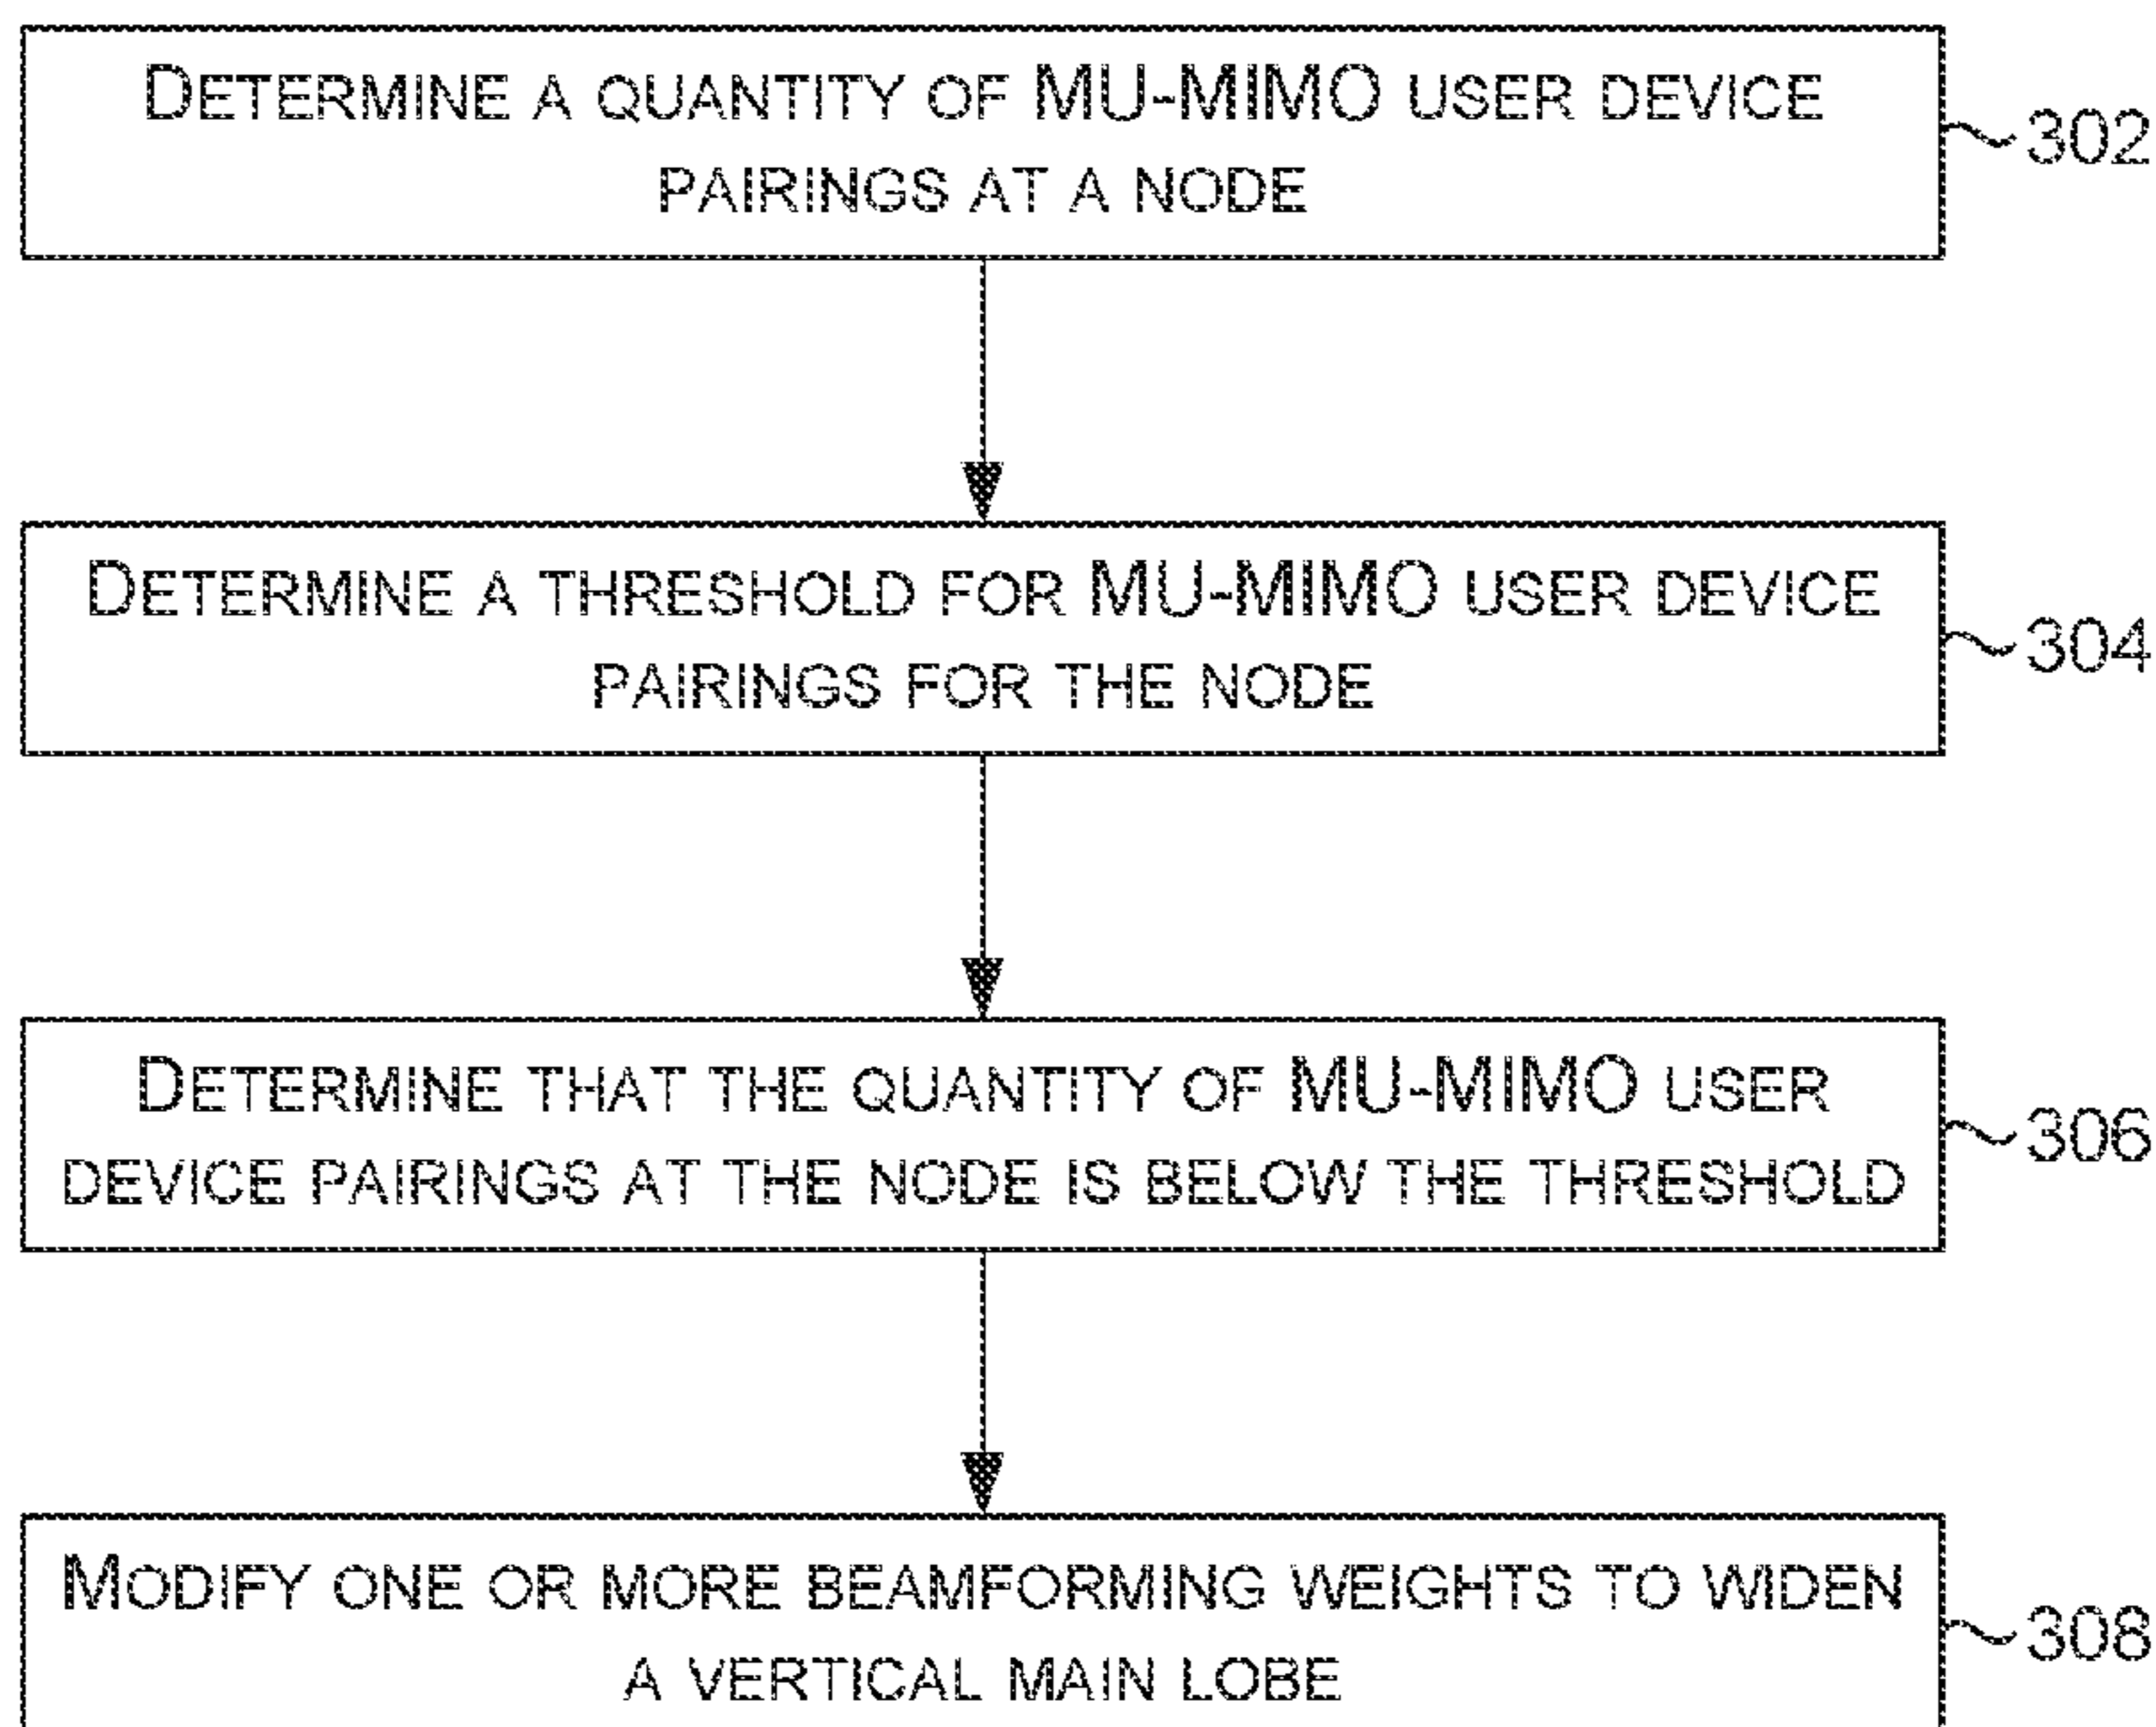 DETERMINE A QUANTITY OF MU-MIMO USER DEVICE
PAIRINGS AT A NODE
302
DETERMINE A THRESHOLD FOR MU-MIMO USER DEVICE
PAIRINGS FOR THE NODE
304
DETERMINE THAT THE QUANTITY OF MU-MIMO USER
DEVICE PAIRINGS AT THE NODE IS BELOW THE THRESHOLD
306
MODIFY ONE OR MORE BEAMFORMING WEIGHTS TO WIDEN
A VERTICAL MAIN LOBE
308